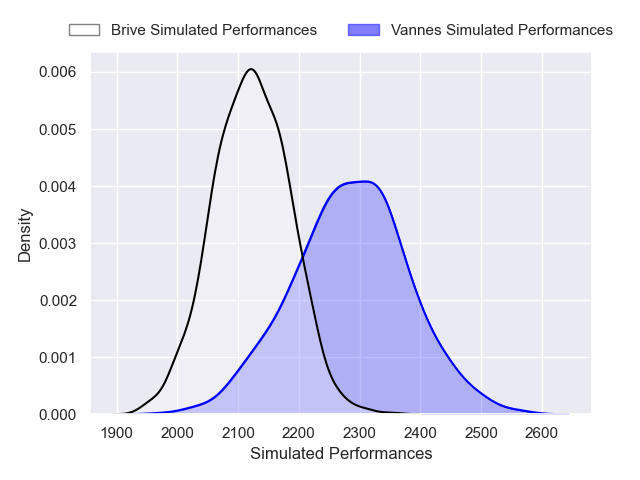 Brive Simulated Performances
Vannes Simulated Performances
0.006
0.005
0.004
0.003
0.002
0.001
0.000
Density
1900 2000 2100 2200 2300 2400 2500 2600
Simulated Performances